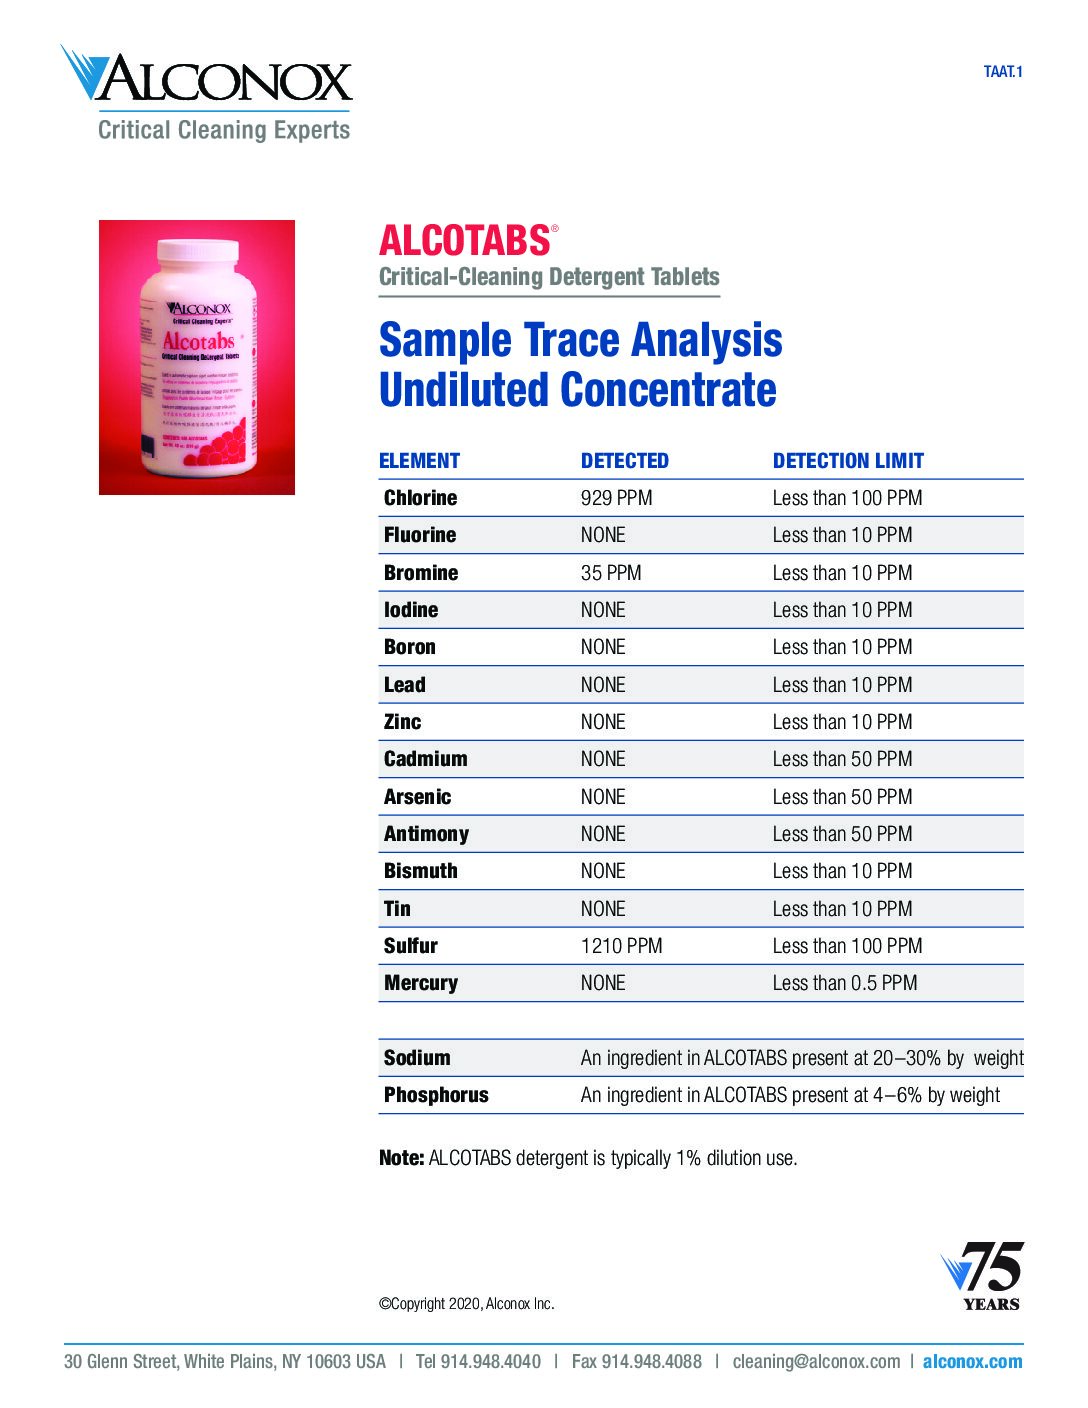 ALCONOX
Critical Cleaning Experts
TAAT.1
ALCONOX
Critical Cleaning Experts
Alcotabs
Critical Cleaning Detergent Tablets
ALCOTABS®
Critical-Cleaning Detergent Tablets
Sample Trace Analysis
Undiluted Concentrate
ELEMENT DETECTED DETECTION LIMIT
Chlorine 929 PPM Less than 100 PPM
Fluorine NONE Less than 10 PPM
Bromine 35 PPM Less than 10 PPM
Iodine NONE Less than 10 PPM
Boron NONE Less than 10 PPM
Lead NONE Less than 10 PPM
Zinc NONE Less than 10 PPM
Cadmium NONE Less than 50 PPM
Arsenic NONE Less than 50 PPM
Antimony NONE Less than 50 PPM
Bismuth NONE Less than 10 PPM
Tin NONE Less than 10 PPM
Sulfur 1210 PPM Less than 100 PPM
Mercury NONE Less than 0.5 PPM
Sodium An ingredient in ALCOTABS present at 20–30% by weight
Phosphorus An ingredient in ALCOTABS present at 4–6% by weight
Note: ALCOTABS detergent is typically 1% dilution use.
75
YEARS
©Copyright 2020, Alconox Inc.
30 Glenn Street, White Plains, NY 10603 USA | Tel 914.948.4040 | Fax 914.948.4088 | cleaning@alconox.com | alconox.com